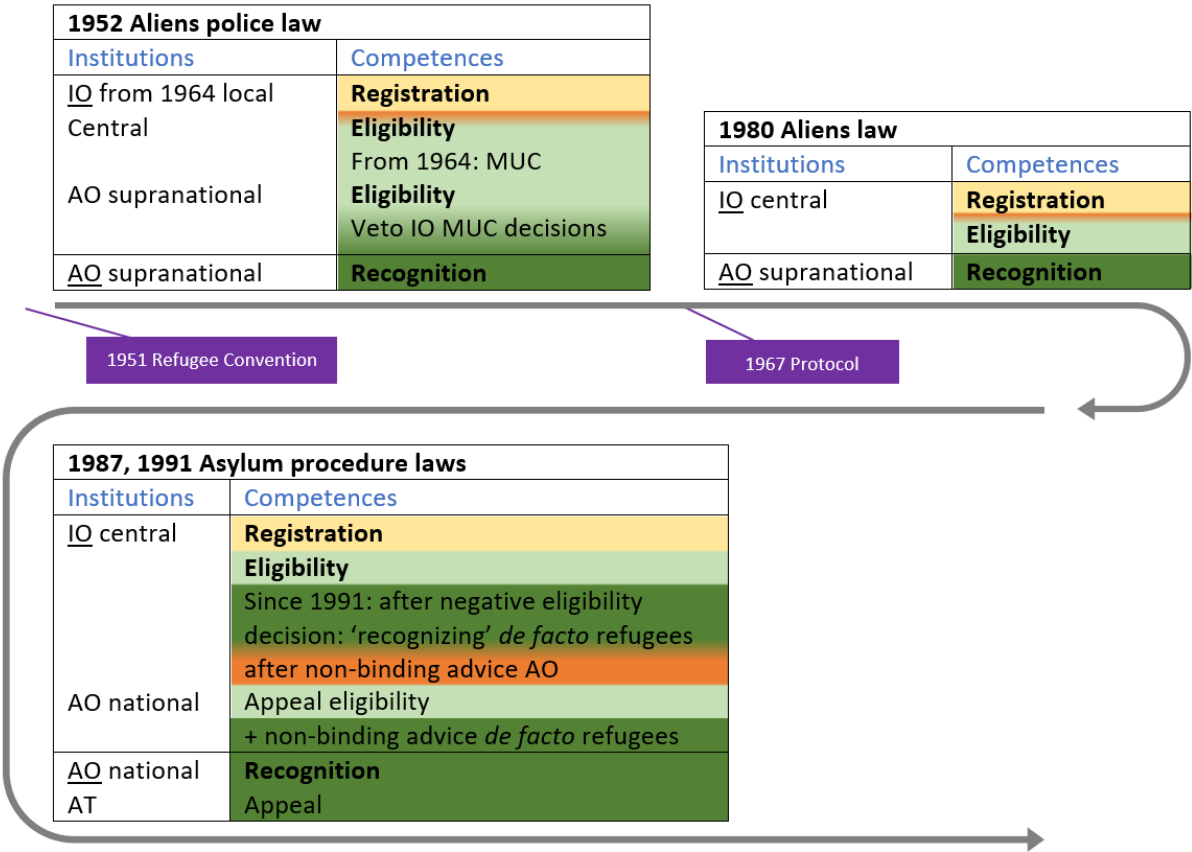 1952 Aliens police law
Institutions Competences
IO from 1964 local Registration
Central Eligibility
From 1964: MUC
AO supranational Eligibility
Veto IO MUC decisions
AO supranational Recognition
1980 Aliens law
Institutions Competences
IO central Registration
Eligibility
AO supranational Recognition
1951 Refugee Convention
1967 Protocol
1987, 1991 Asylum procedure laws
Institutions Competences
IO central Registration
Eligibility
Since 1991: after negative eligibility
decision: ‘recognizing’ de facto refugees
after non-binding advice AO
AO national Appeal eligibility
+ non-binding advice de facto refugees
AO national Recognition
AT Appeal